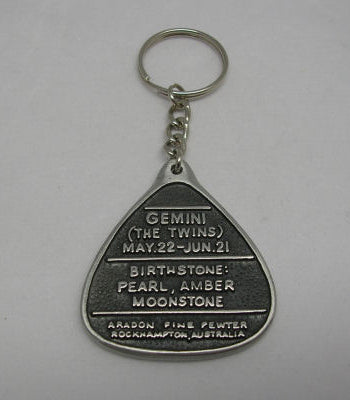 GEMINI
(THE TWINS)
MAY.22-JUN.21
BIRTHSTONE:
PEARL, AMBER
MOONSTONE
ARADON FINE PEWTER
ROCKHAMPTON, AUSTRALIA